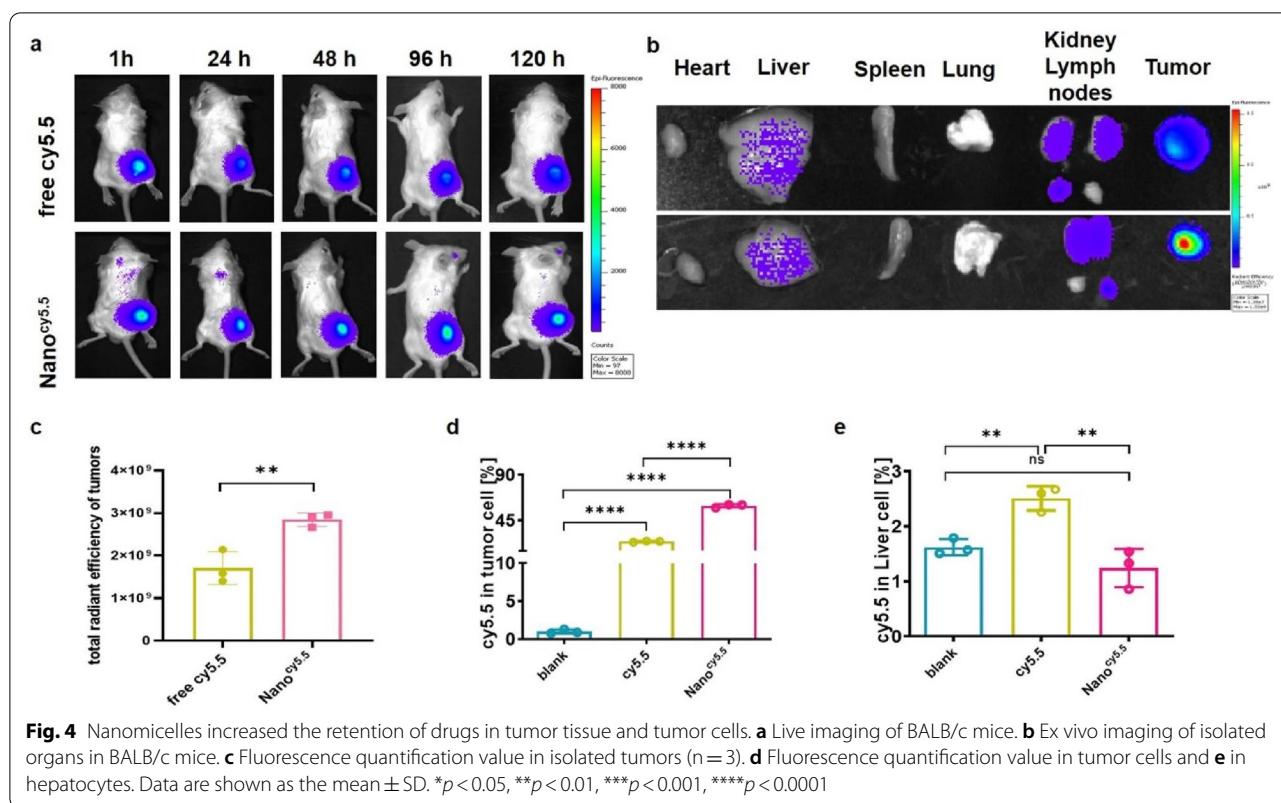 a
1h 24 h 48 h 96 h 120 h
free cy5.5
Nano^cy5.5
Epi-fluorescence
8000
6000
4000
2000
Counts
Color Scale
Min = 97
Max = 8000
b
Heart Liver Spleen Lung Kidney Lymph nodes Tumor
Epi-fluorescence
Radiant Efficiency
Color Scale
c
total radiant efficiency of tumors
4×10⁹
3×10⁹
2×10⁹
1×10⁹
0
**
free cy5.5
Nano^cy5.5
d
cy5.5 in tumor cell [%]
90
45
10
5
0
****
****
****
blank
cy5.5
Nano^cy5.5
e
cy5.5 in Liver cell [%]
3
2
1
0
** **
ns
blank
cy5.5
Nano^cy5.5
Fig. 4 Nanomicelles increased the retention of drugs in tumor tissue and tumor cells. a Live imaging of BALB/c mice. b Ex vivo imaging of isolated
organs in BALB/c mice. c Fluorescence quantification value in isolated tumors (n = 3). d Fluorescence quantification value in tumor cells and e in
hepatocytes. Data are shown as the mean ± SD. *p < 0.05, **p < 0.01, ***p < 0.001, ****p < 0.0001